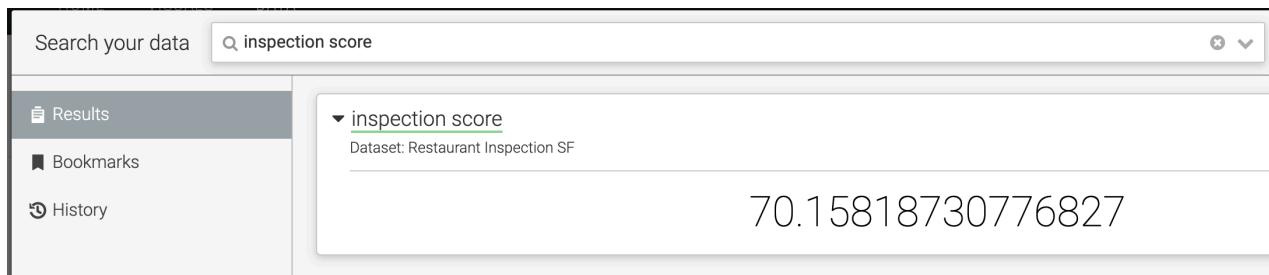 Search your data
inspection score
Results
Bookmarks
History
inspection score
Dataset: Restaurant Inspection SF
70.15818730776827